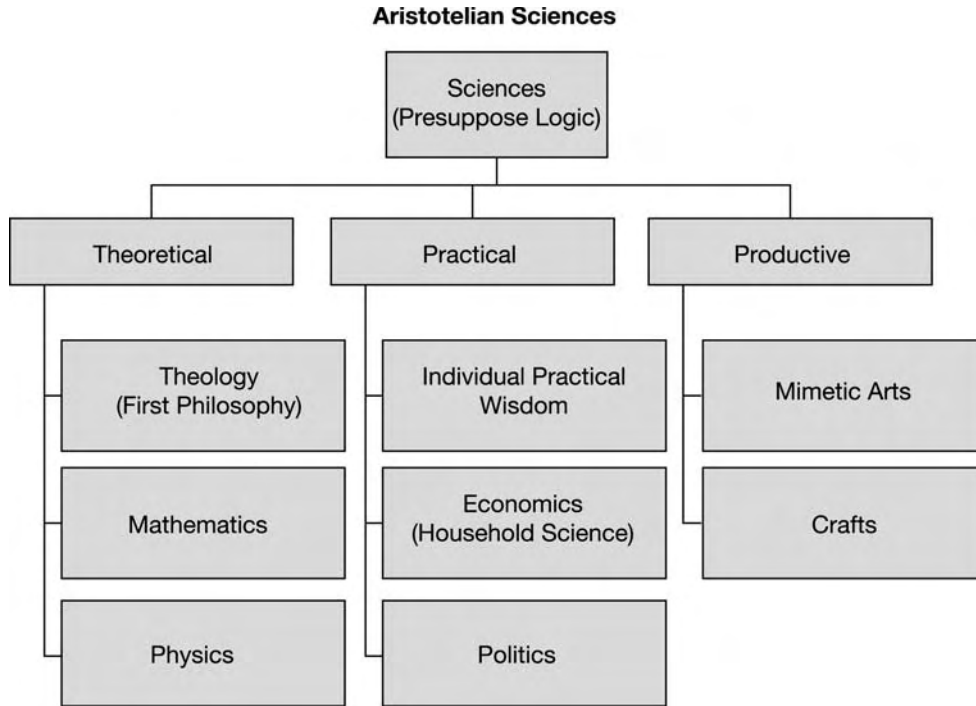 Aristotelian Sciences
Sciences
(Presuppose Logic)
Theoretical
Practical
Productive
Theology
(First Philosophy)
Individual Practical
Wisdom
Mimetic Arts
Mathematics
Economics
(Household Science)
Crafts
Physics
Politics